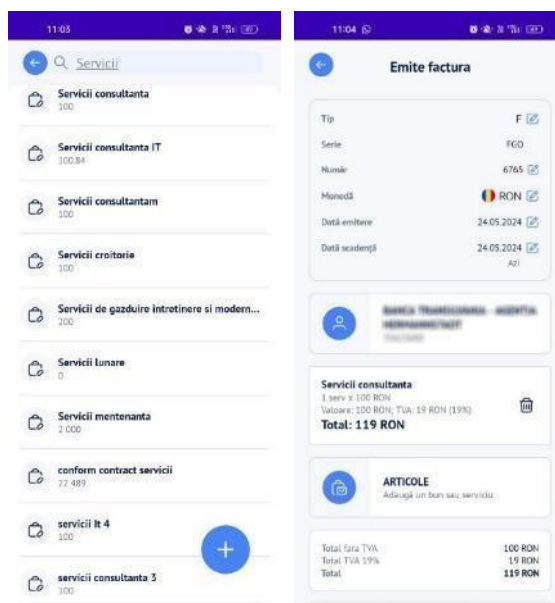 11:03
Servicii
Servicii consultanta
100
Servicii consultanta IT
100.84
Servicii consultantam
100
Servicii croitorie
100
Servicii de gazduire intretinere si modern...
200
Servicii lunare
0
Servicii mentenanta
2 000
conform contract servicii
22 489
servicii It 4
100
servicii consultanta 3
100
11:04
Emite factura
Tip F
Serie FGO
Număr 6765
Monedă RON
Dată emitere 24.05.2024
Dată scadență 24.05.2024
Azi
Servicii consultanta
1 serv x 100 RON
Valoare: 100 RON; TVA: 19 RON (19%)
Total: 119 RON
ARTICOLE
Adaugă un bun sau serviciu
Total fara TVA 100 RON
Total TVA 19% 19 RON
Total 119 RON